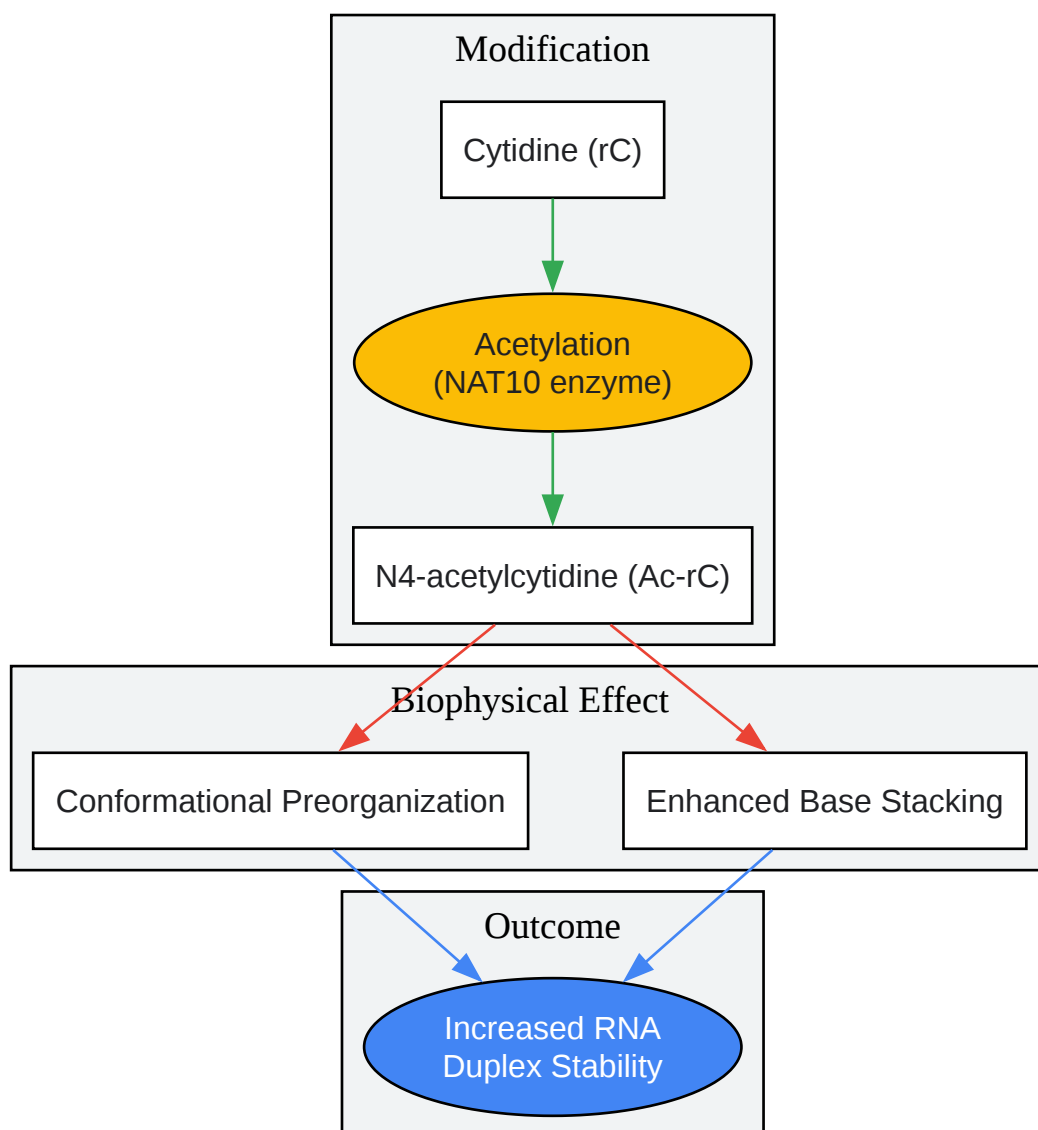 Modification
Cytidine (rC)
Acetylation
(NAT10 enzyme)
N4-acetylcytidine (Ac-rC)
Biophysical Effect
Conformational Preorganization
Enhanced Base Stacking
Outcome
Increased RNA
Duplex Stability